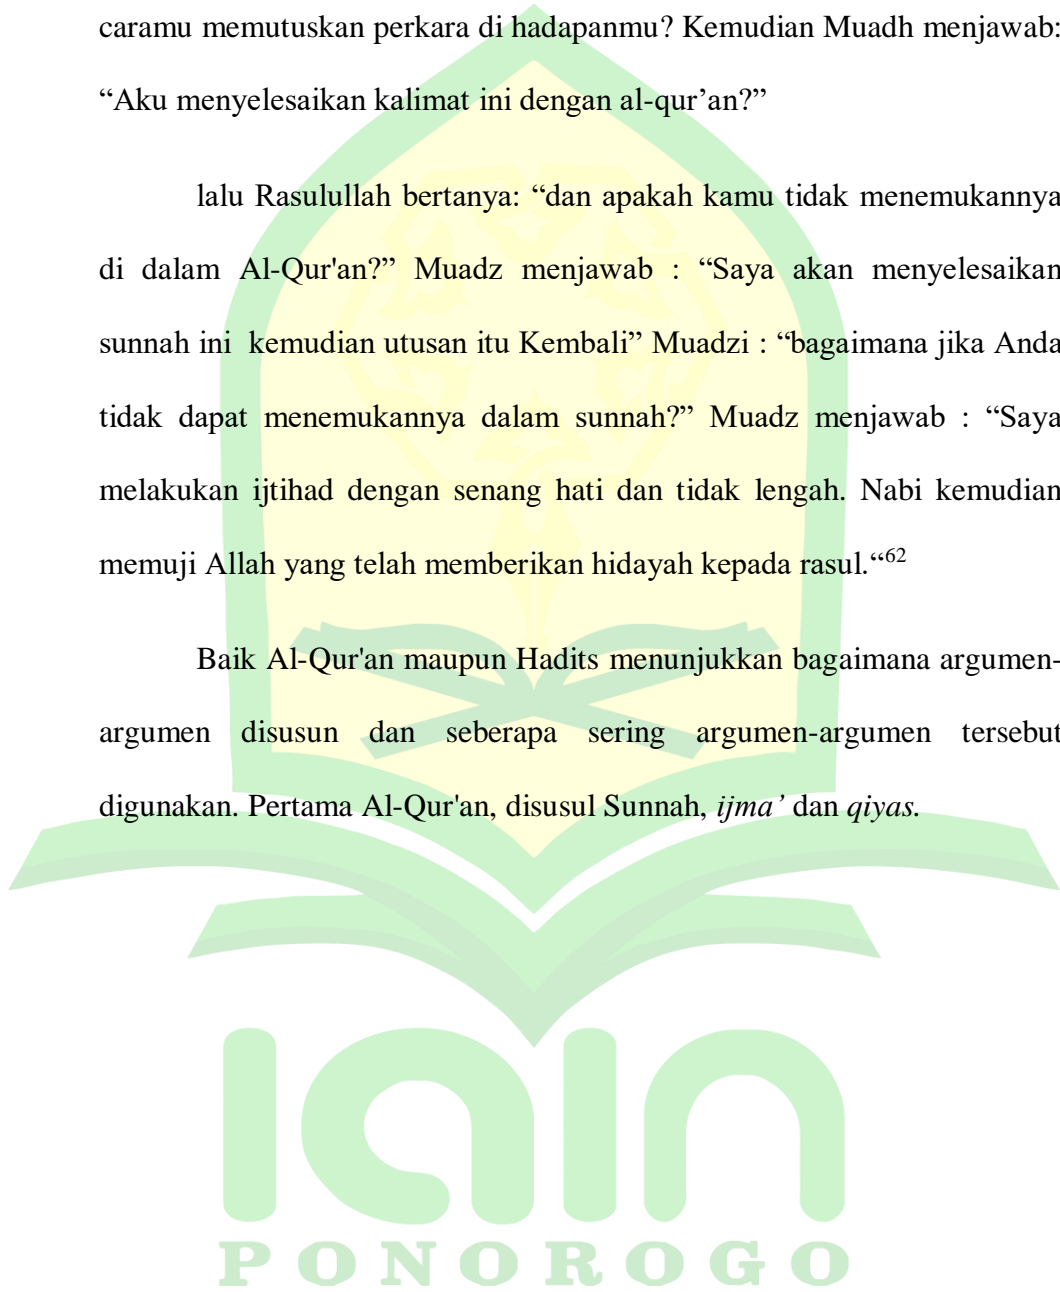 caramu memutuskan perkara di hadapanmu? Kemudian Muadh menjawab:
“Aku menyelesaikan kalimat ini dengan al-qur’an?”
lalu Rasulullah bertanya: “dan apakah kamu tidak menemukannya
di dalam Al-Qur'an?” Muadz menjawab : “Saya akan menyelesaikan
sunnah ini kemudian utusan itu Kembali” Muadzi : “bagaimana jika Anda
tidak dapat menemukannya dalam sunnah?” Muadz menjawab : “Saya
melakukan ijtihad dengan senang hati dan tidak lengah. Nabi kemudian
memuji Allah yang telah memberikan hidayah kepada rasul.“62
Baik Al-Qur'an maupun Hadits menunjukkan bagaimana argumen-
argumen disusun dan seberapa sering argumen-argumen tersebut
digunakan. Pertama Al-Qur'an, disusul Sunnah, ijma’ dan qiyas.
iain
PONOROGO